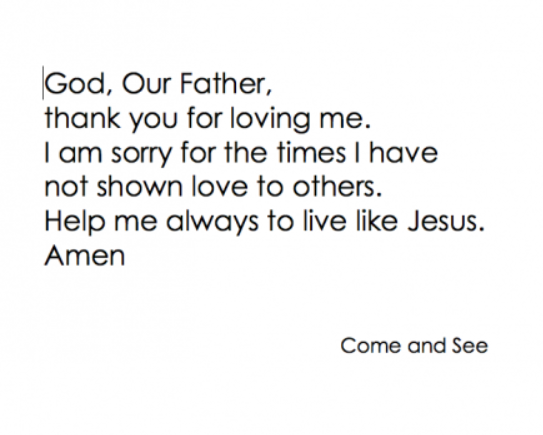 God, Our Father,
thank you for loving me.
I am sorry for the times I have
not shown love to others.
Help me always to live like Jesus.
Amen
Come and See